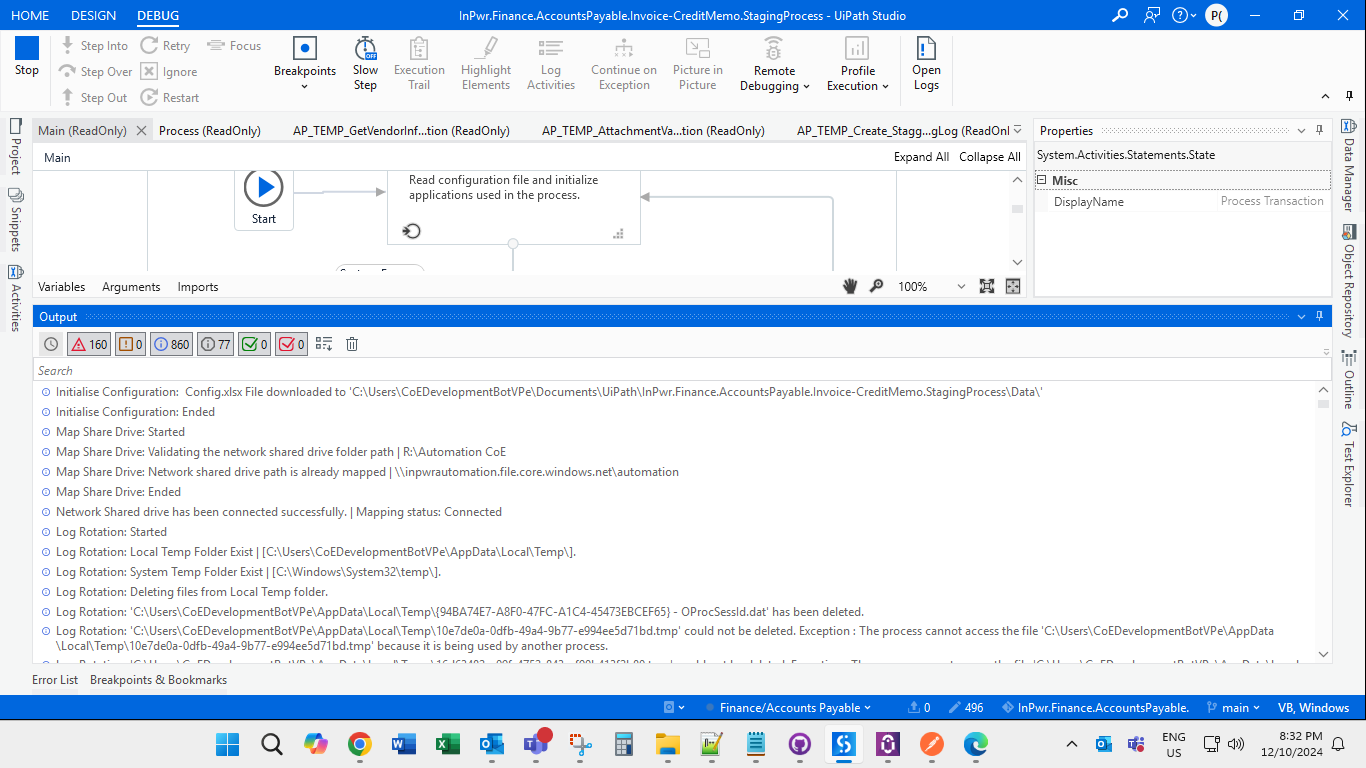 HOME DESIGN DEBUG InPwr.Finance.AccountsPayable.Invoice-CreditMemo.StagingProcess - UiPath Studio P(
Stop
Step Into Retry Focus
Step Over Ignore
Step Out Restart
Breakpoints
Slow Step
OFF
Execution Trail
Highlight Elements
Log Activities
Continue on Exception
Picture in Picture
Remote Debugging
Profile Execution
Open Logs
Main (ReadOnly) Process (ReadOnly) AP_TEMP_GetVendorInf...tion (ReadOnly) AP_TEMP_AttachmentVa...tion (ReadOnly) AP_TEMP_Create_Stagg...gLog (ReadOnl
Main Expand All Collapse All
Start
Read configuration file and initialize
applications used in the process.
Variables Arguments Imports 100%
Properties
System.Activities.Statements.State
Misc
DisplayName Process Transaction
Project
Snippets
Activities
Data Manager
Object Repository
Outline
Test Explorer
Output
160 0 860 77 0 0
Search
Initialise Configuration: Config.xlsx File downloaded to 'C:\Users\CoEDevelopmentBotVPe\Documents\UiPath\InPwr.Finance.AccountsPayable.Invoice-CreditMemo.StagingProcess\Data\'
Initialise Configuration: Ended
Map Share Drive: Started
Map Share Drive: Validating the network shared drive folder path | R:\Automation CoE
Map Share Drive: Network shared drive path is already mapped | \\inpwrautomation.file.core.windows.net\automation
Map Share Drive: Ended
Network Shared drive has been connected successfully. | Mapping status: Connected
Log Rotation: Started
Log Rotation: Local Temp Folder Exist | [C:\Users\CoEDevelopmentBotVPe\AppData\Local\Temp\].
Log Rotation: System Temp Folder Exist | [C:\Windows\System32\temp\].
Log Rotation: Deleting files from Local Temp folder.
Log Rotation: 'C:\Users\CoEDevelopmentBotVPe\AppData\Local\Temp\{94BA74E7-A8F0-47FC-A1C4-45473EBCEF65} - OProcSessId.dat' has been deleted.
Log Rotation: 'C:\Users\CoEDevelopmentBotVPe\AppData\Local\Temp\10e7de0a-0dfb-49a4-9b77-e994ee5d71bd.tmp' could not be deleted. Exception : The process cannot access the file 'C:\Users\CoEDevelopmentBotVPe\AppData
\Local\Temp\10e7de0a-0dfb-49a4-9b77-e994ee5d71bd.tmp' because it is being used by another process.
Error List Breakpoints & Bookmarks
Finance/Accounts Payable 0 496 InPwr.Finance.AccountsPayable. main VB, Windows
ENG
US
8:32 PM
12/10/2024